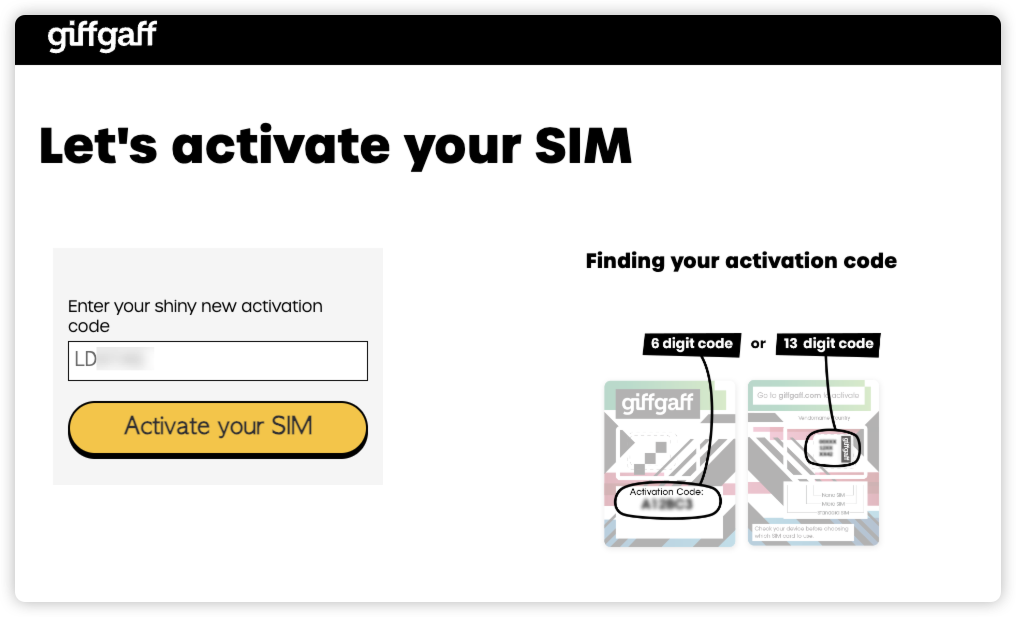 giffgaff
Let's activate your SIM
Enter your shiny new activation
code
LD
Activate your SIM
Finding your activation code
6 digit code or 13 digit code
giffgaff
Activation Code:
Go to giffgaff.com to activate
giffgaff
Nano SIM
Micro SIM
Standard SIM
Check your device before choosing
which SIM card to use.